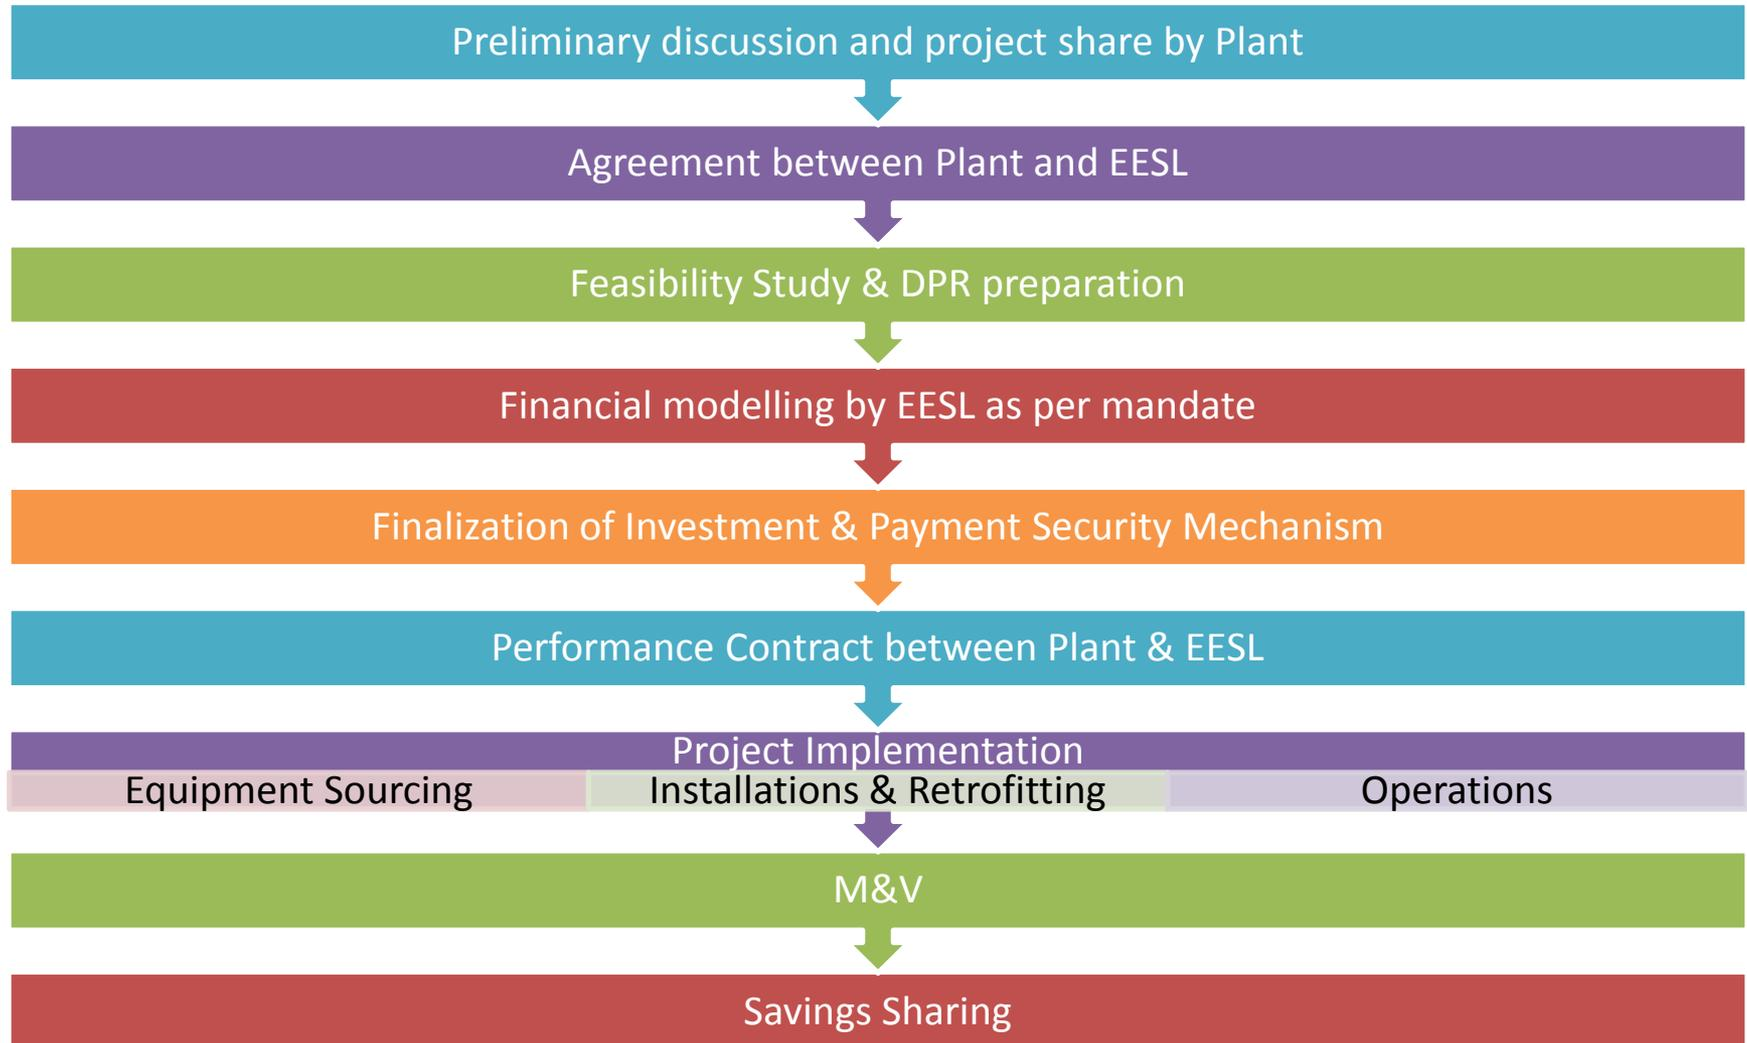 Preliminary discussion and project share by Plant
Agreement between Plant and EESL
Feasibility Study & DPR preparation
Financial modelling by EESL as per mandate
Finalization of Investment & Payment Security Mechanism
Performance Contract between Plant & EESL
Project Implementation
Equipment Sourcing Installations & Retrofitting Operations
M&V
Savings Sharing